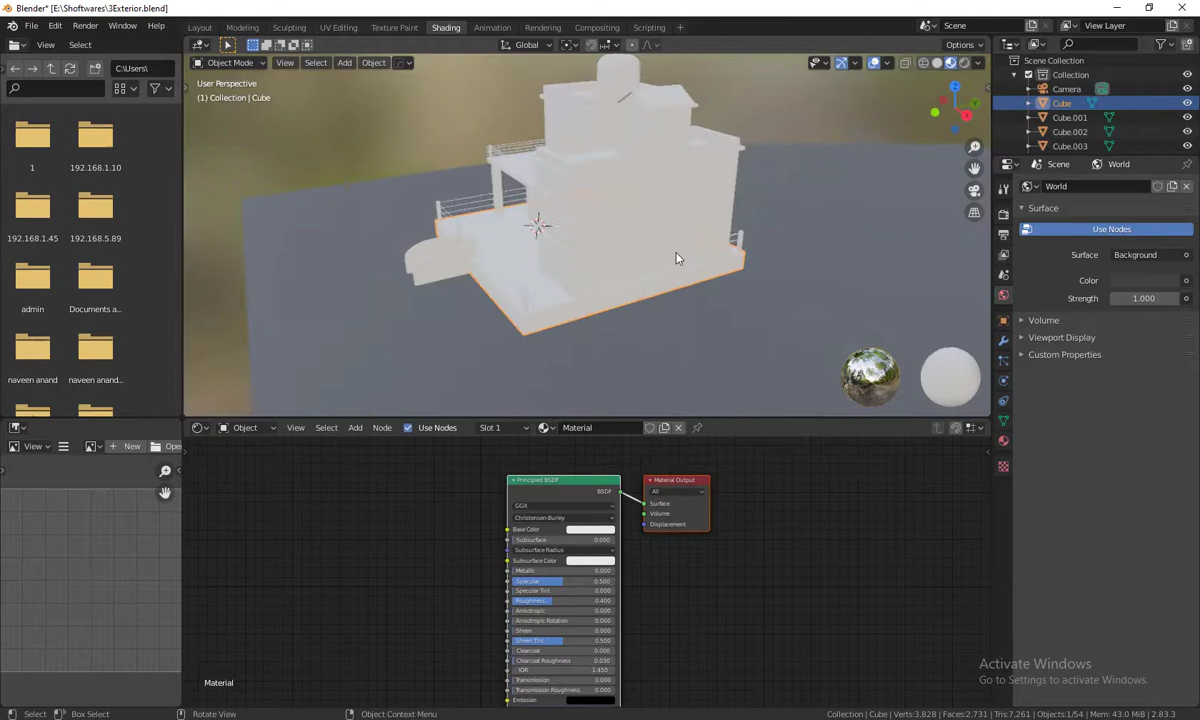 Blender* [E:\Shoftwares\3Exterior.blend]
File Edit Render Window Help Layout Modeling Sculpting UV Editing Texture Paint Shading Animation Rendering Compositing Scripting Scene View Layer
View Select Global Options
C:\Users\ Object Mode View Select Add Object
User Perspective
(1) Collection | Cube
Scene Collection
Collection
Camera
Cube
Cube.001
Cube.002
Cube.003
1 192.168.1.10
192.168.1.45 192.168.5.89
admin Documents a...
naveen anand naveen anand...
Scene World
World
Surface
Use Nodes
Surface Background
Color
Strength 1.000
Volume
Viewport Display
Custom Properties
View New Open
Object View Select Add Node Use Nodes Slot 1 Material
Principled BSDF
BSDF
GGX
Christensen-Burley
Base Color
Subsurface 0.000
Subsurface Radius
Subsurface Color
Metallic 0.000
Specular 0.500
Specular Tint 0.000
Roughness 0.400
Anisotropic 0.000
Anisotropic Rotation 0.000
Sheen 0.000
Sheen Tint 0.500
Clearcoat 0.000
Clearcoat Roughness 0.030
IOR 1.450
Transmission 0.000
Transmission Roughness 0.000
Emission
Material Output
All
Surface
Volume
Displacement
Material
Activate Windows
Go to Settings to activate Windows.
Select Box Select Rotate View Object Context Menu Collection | Cube | Verts:3,828 | Faces:2,731 | Tris:7,261 | Objects:1/54 | Mem: 43.0 MiB | 2.83.3